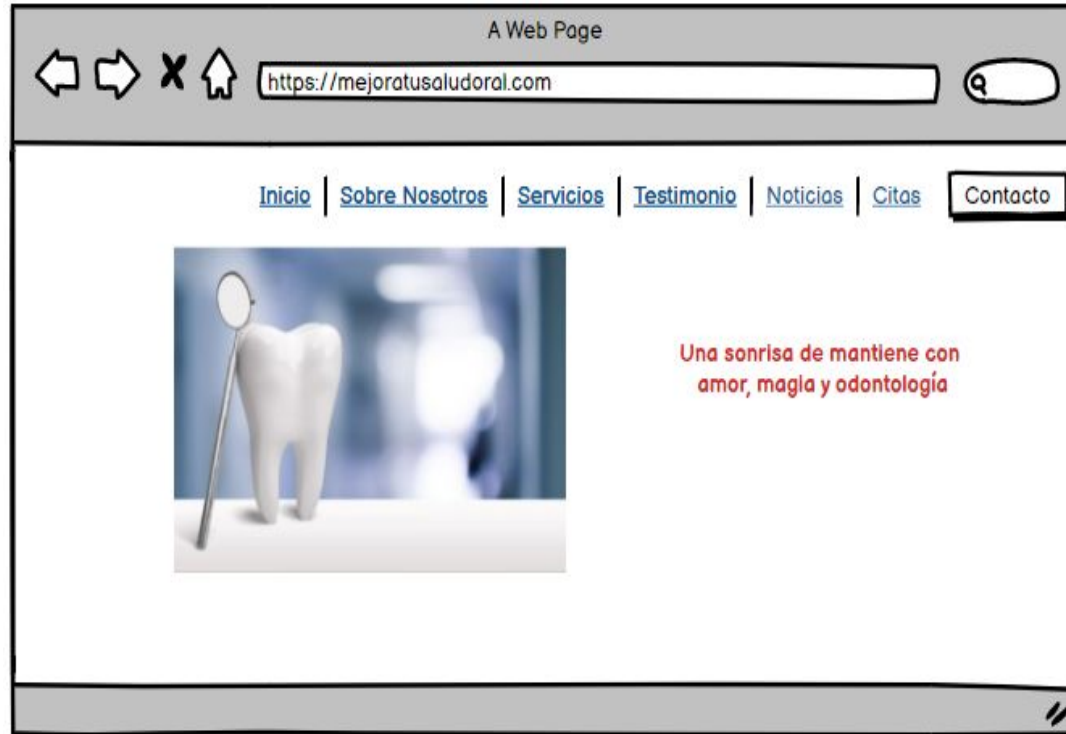 A Web Page
https://mejoratusaludoral.com
Inicio | Sobre Nosotros | Servicios | Testimonio | Noticias | Citas Contacto
Una sonrisa de mantiene con
amor, magia y odontología